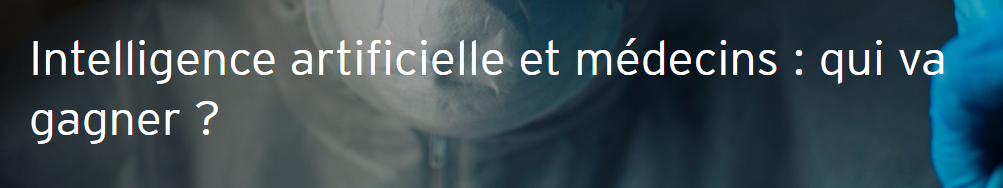 Intelligence artificielle et médecins : qui va
gagner ?